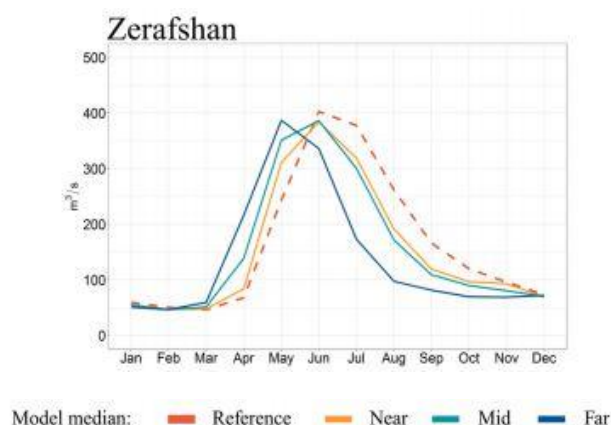 Zerafshan
500
400
300
200
100
0
m³/s
Jan Feb Mar Apr May Jun Jul Aug Sep Oct Nov Dec
Model median: Reference Near Mid Far